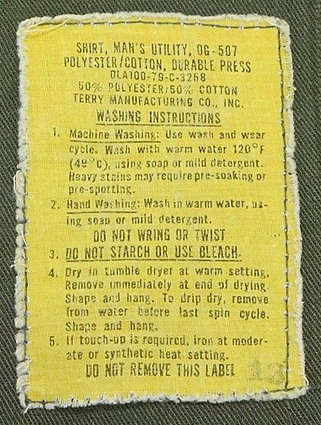 SHIRT, MAN'S UTILITY, OG-507
POLYESTER/COTTON, DURABLE PRESS
DLA100-79-C-3258
50% POLYESTER/50% COTTON
TERRY MANUFACTURING CO., INC.
WASHING INSTRUCTIONS
1. Machine Washing: Use wash and wear
cycle. Wash with warm water 120°F
(49°C), using soap or mild detergent.
Heavy stains may require pre-soaking or
pre-spotting.
2. Hand Washing: Wash in warm water, us-
ing soap or mild detergent.
DO NOT WRING OR TWIST
3. DO NOT STARCH OR USE BLEACH.
4. Dry in tumble dryer at warm setting.
Remove immediately at end of drying.
Shape and hang. To drip dry, remove
from water before last spin cycle.
Shape and hang.
5. If touch-up is required, iron at moder-
ate or synthetic heat setting.
DO NOT REMOVE THIS LABEL